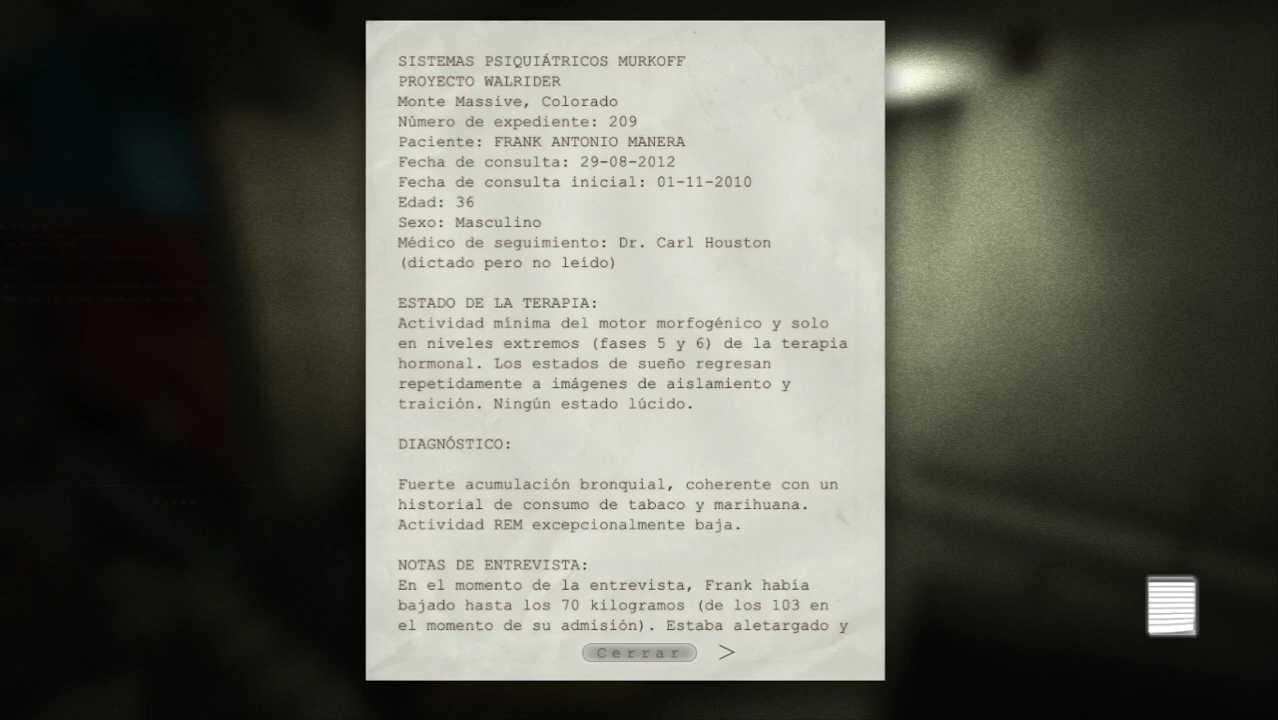 SISTEMAS PSIQUIÁTRICOS MURKOFF
PROYECTO WALRIDER
Monte Massive, Colorado
Número de expediente: 209
Paciente: FRANK ANTONIO MANERA
Fecha de consulta: 29-08-2012
Fecha de consulta inicial: 01-11-2010
Edad: 36
Sexo: Masculino
Médico de seguimiento: Dr. Carl Houston
(dictado pero no leído)
ESTADO DE LA TERAPIA:
Actividad mínima del motor morfogénico y solo
en niveles extremos (fases 5 y 6) de la terapia
hormonal. Los estados de sueño regresan
repetidamente a imágenes de aislamiento y
traición. Ningún estado lúcido.
DIAGNÓSTICO:
Fuerte acumulación bronquial, coherente con un
historial de consumo de tabaco y marihuana.
Actividad REM excepcionalmente baja.
NOTAS DE ENTREVISTA:
En el momento de la entrevista, Frank había
bajado hasta los 70 kilogramos (de los 103 en
el momento de su admisión). Estaba aletargado y
Cerrar >